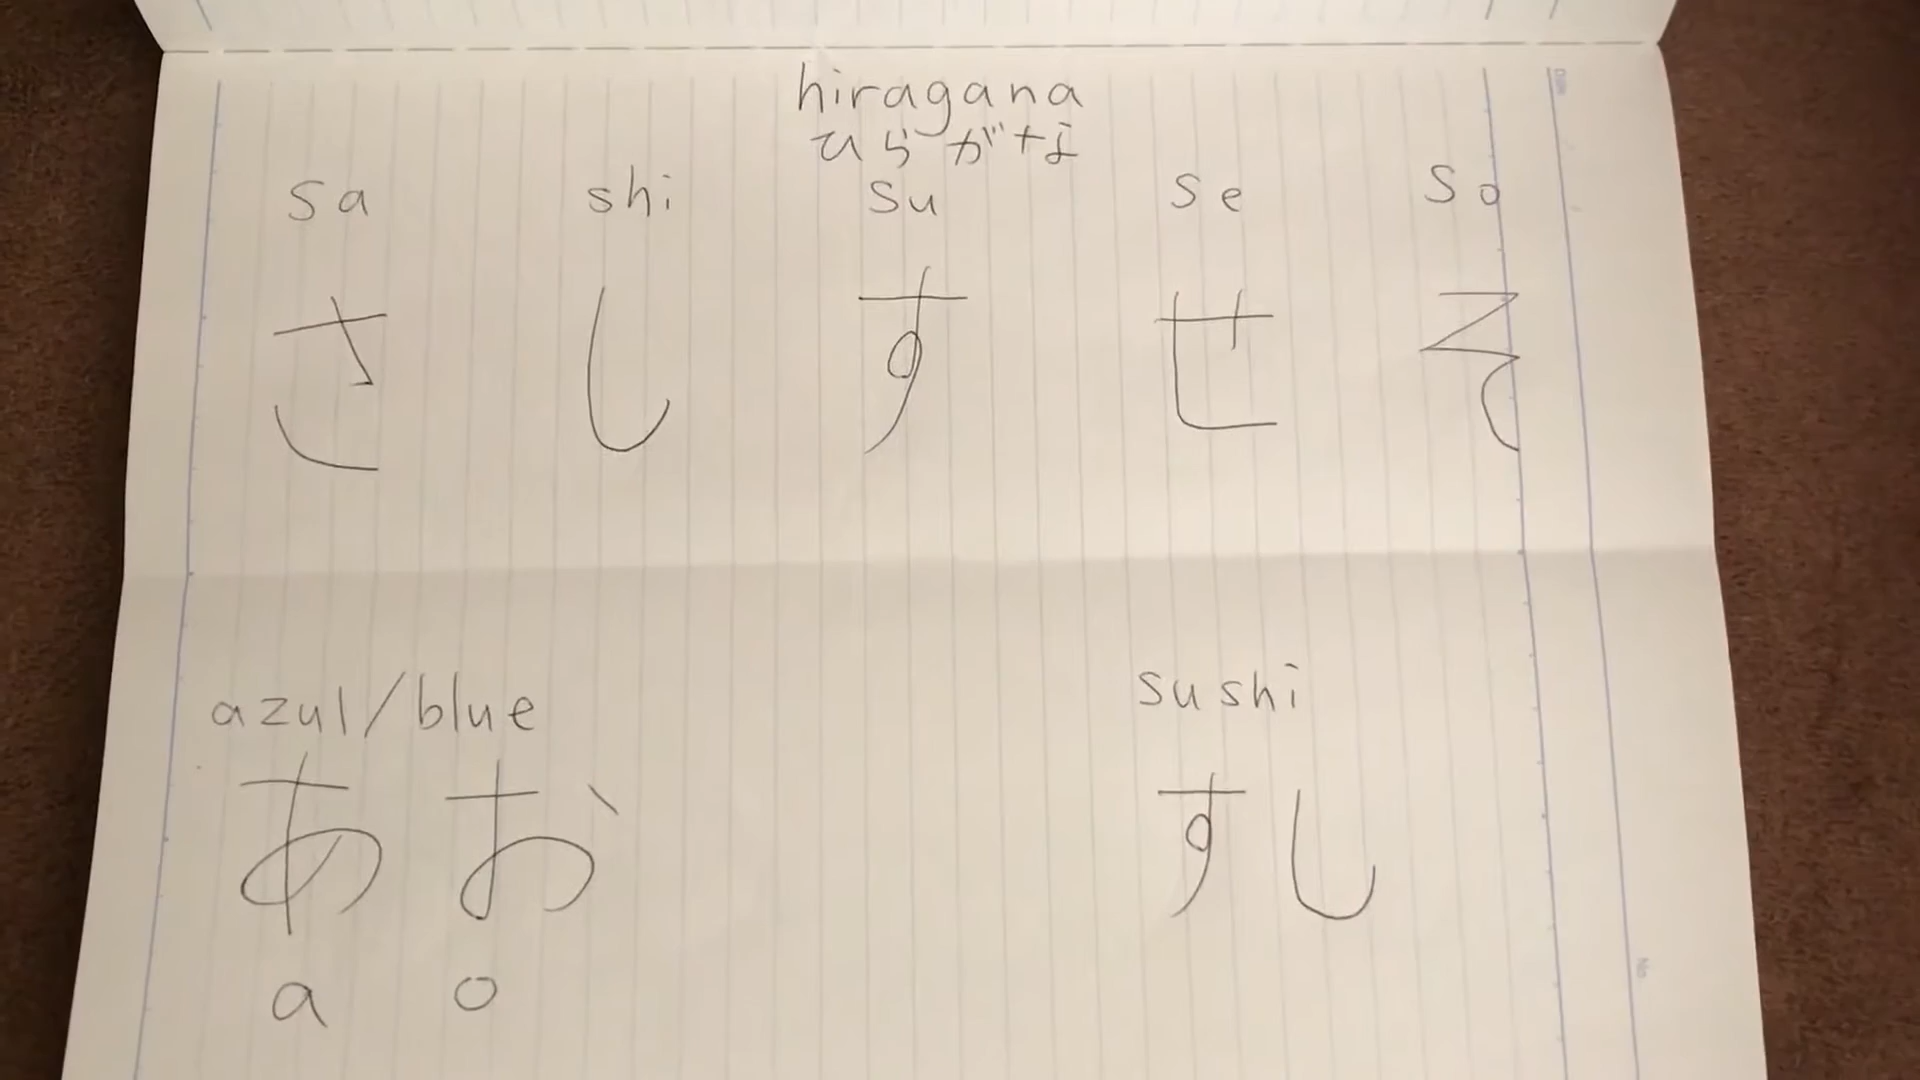 hiragana
ひらがな
sa shi su se so
さ し す せ そ
azul/blue sushi
あお すし
a o